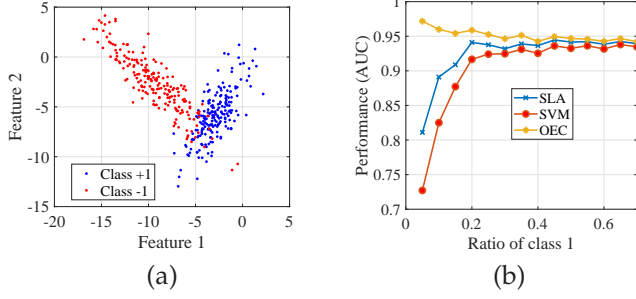 5
0
-5
-10
-15
Feature 2
Class +1
Class -1
-20
-15
-10
-5
0
5
Feature 1
(a)
1
0.95
0.9
0.85
0.8
0.75
0.7
Performance (AUC)
SLA
SVM
OEC
0
0.2
0.4
0.6
Ratio of class 1
(b)